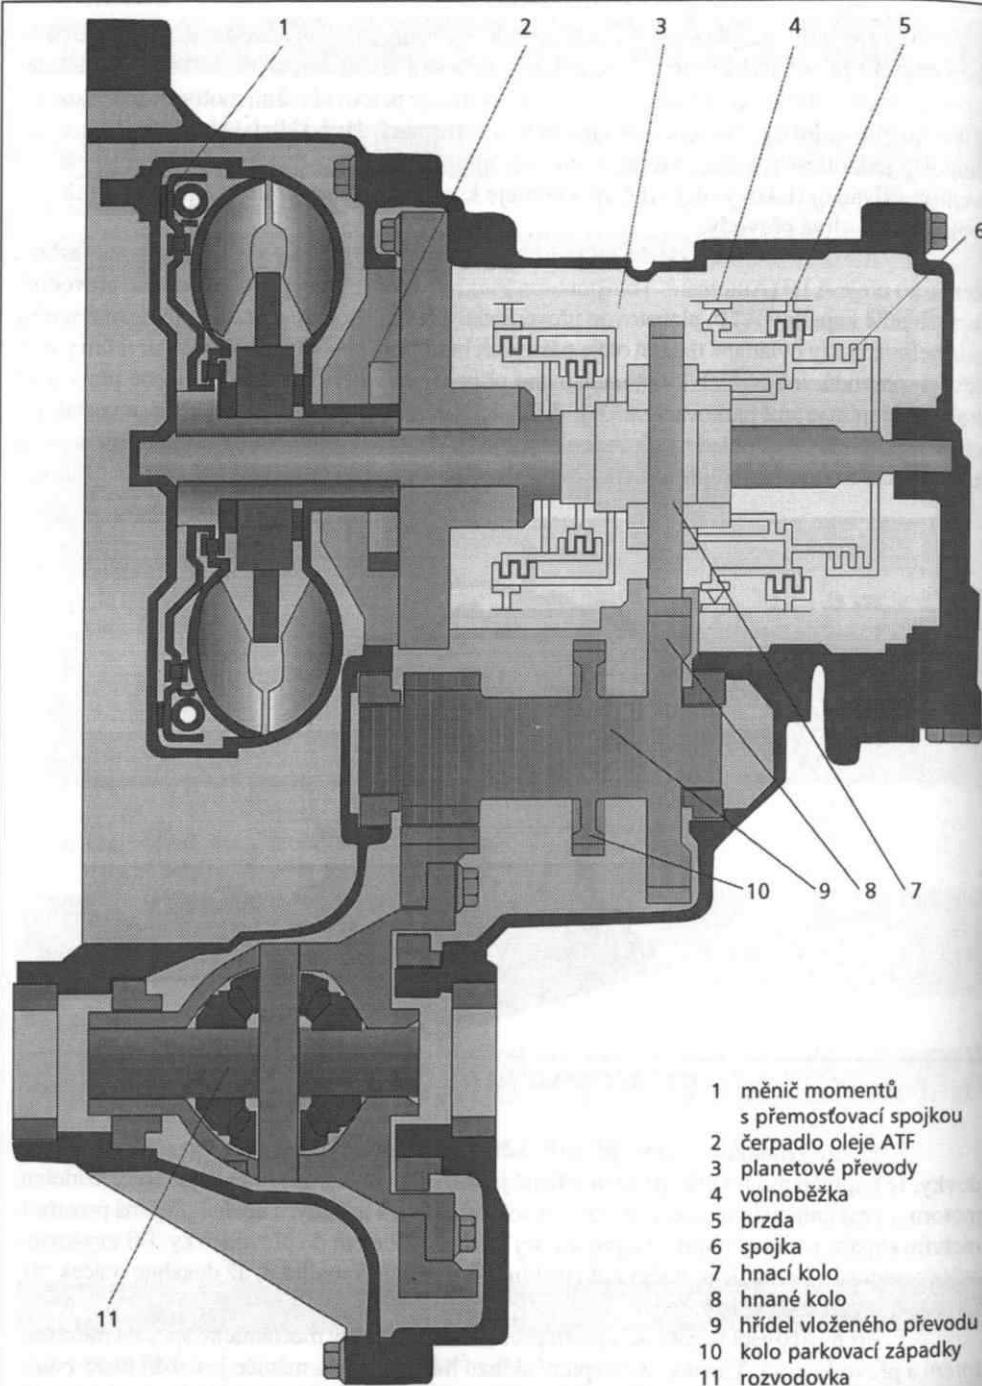 1 2 3 4 5
6
10 9 8 7
11
1 měnič momentů
s přemosťovací spojkou
2 čerpadlo oleje ATF
3 planetové převody
4 volnoběžka
5 brzda
6 spojka
7 hnací kolo
8 hnané kolo
9 hřídel vloženého převodu
10 kolo parkovací západky
11 rozvodovka